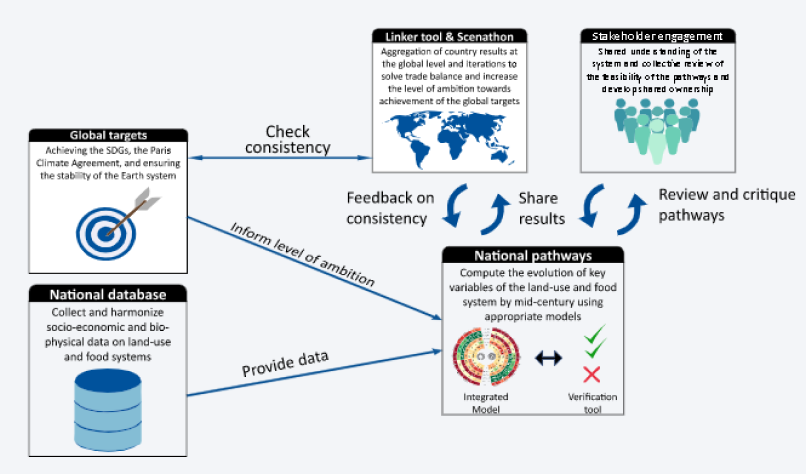 Linker tool & Scenathon
Aggregation of country results at
the global level and iterations to
solve trade balance and increase
the level of ambition towards
achievement of the global targets
Stakeholder engagement
Shared understanding of the
system and collective review of
the feasibility of the pathways and
develop shared ownership
Global targets
Achieving the SDGs, the Paris
Climate Agreement, and ensuring
the stability of the Earth system
Check
consistency
Feedback on
consistency
Share
results
Review and critique
pathways
Inform level of ambition
National pathways
Compute the evolution of key
variables of the land-use and food
system by mid-century using
appropriate models
Integrated
Model
Verification
tool
National database
Collect and harmonize
socio-economic and bio-
physical data on land-use
and food systems
Provide data